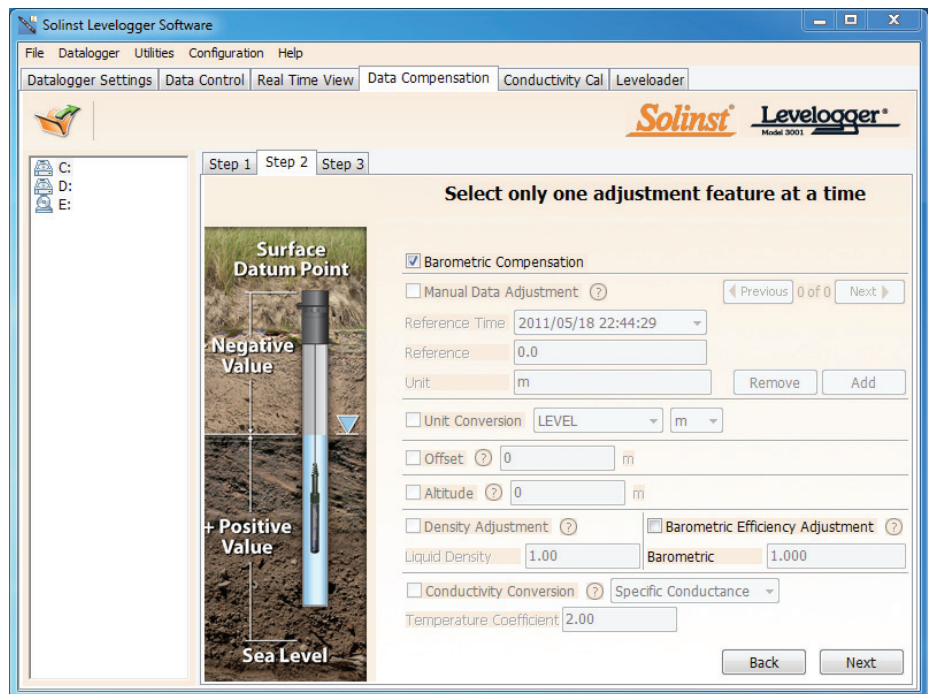 Solinst Levelogger Software
File Datalogger Utilities Configuration Help
Datalogger Settings Data Control Real Time View Data Compensation Conductivity Cal Leveloader
Solinst® Levelogger®
Model 3001
C:
D:
E:
Step 1 Step 2 Step 3
Select only one adjustment feature at a time
Surface
Datum Point
Negative
Value
+ Positive
Value
Sea Level
Barometric Compensation
Manual Data Adjustment ? Previous 0 of 0 Next
Reference Time 2011/05/18 22:44:29
Reference 0.0
Unit m Remove Add
Unit Conversion LEVEL m
Offset ? 0 m
Altitude ? 0 m
Density Adjustment ? Barometric Efficiency Adjustment ?
Liquid Density 1.00 Barometric 1.000
Conductivity Conversion ? Specific Conductance
Temperature Coefficient 2.00
Back Next